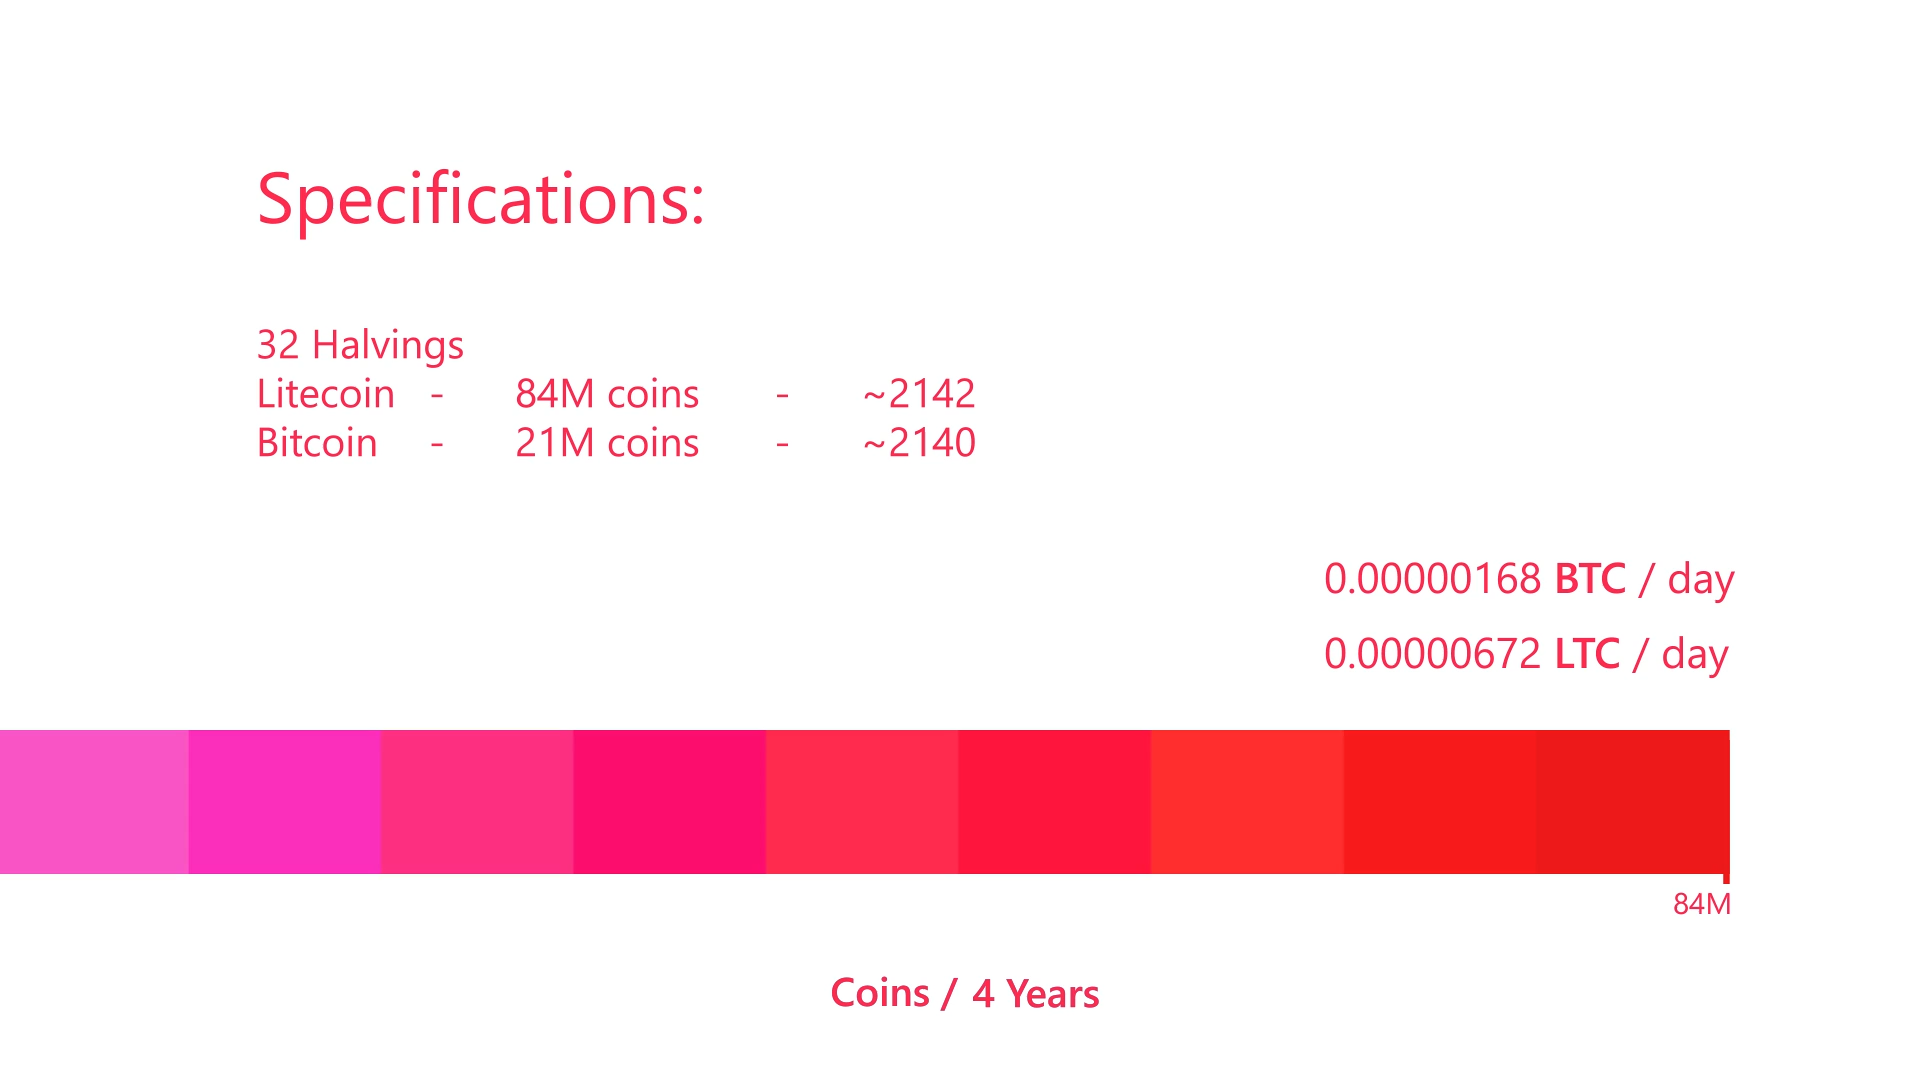 Specifications:
32 Halvings
Litecoin - 84M coins - ~2142
Bitcoin - 21M coins - ~2140
0.00000168 BTC / day
0.00000672 LTC / day
84M
Coins / 4 Years